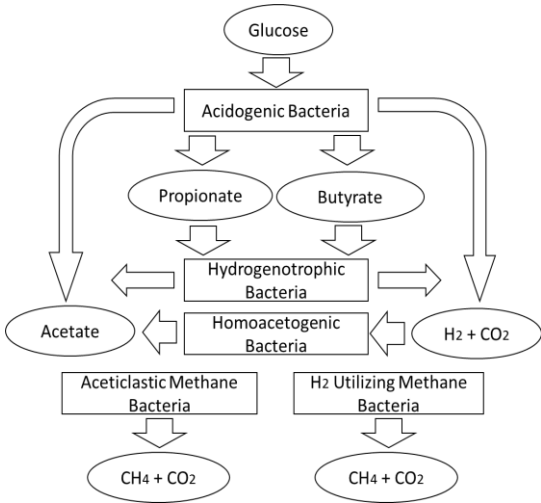 Glucose
Acidogenic Bacteria
Propionate
Butyrate
Hydrogenotrophic
Bacteria
Acetate
Homoacetogenic
Bacteria
H2 + CO2
Aceticlastic Methane
Bacteria
H2 Utilizing Methane
Bacteria
CH4 + CO2
CH4 + CO2